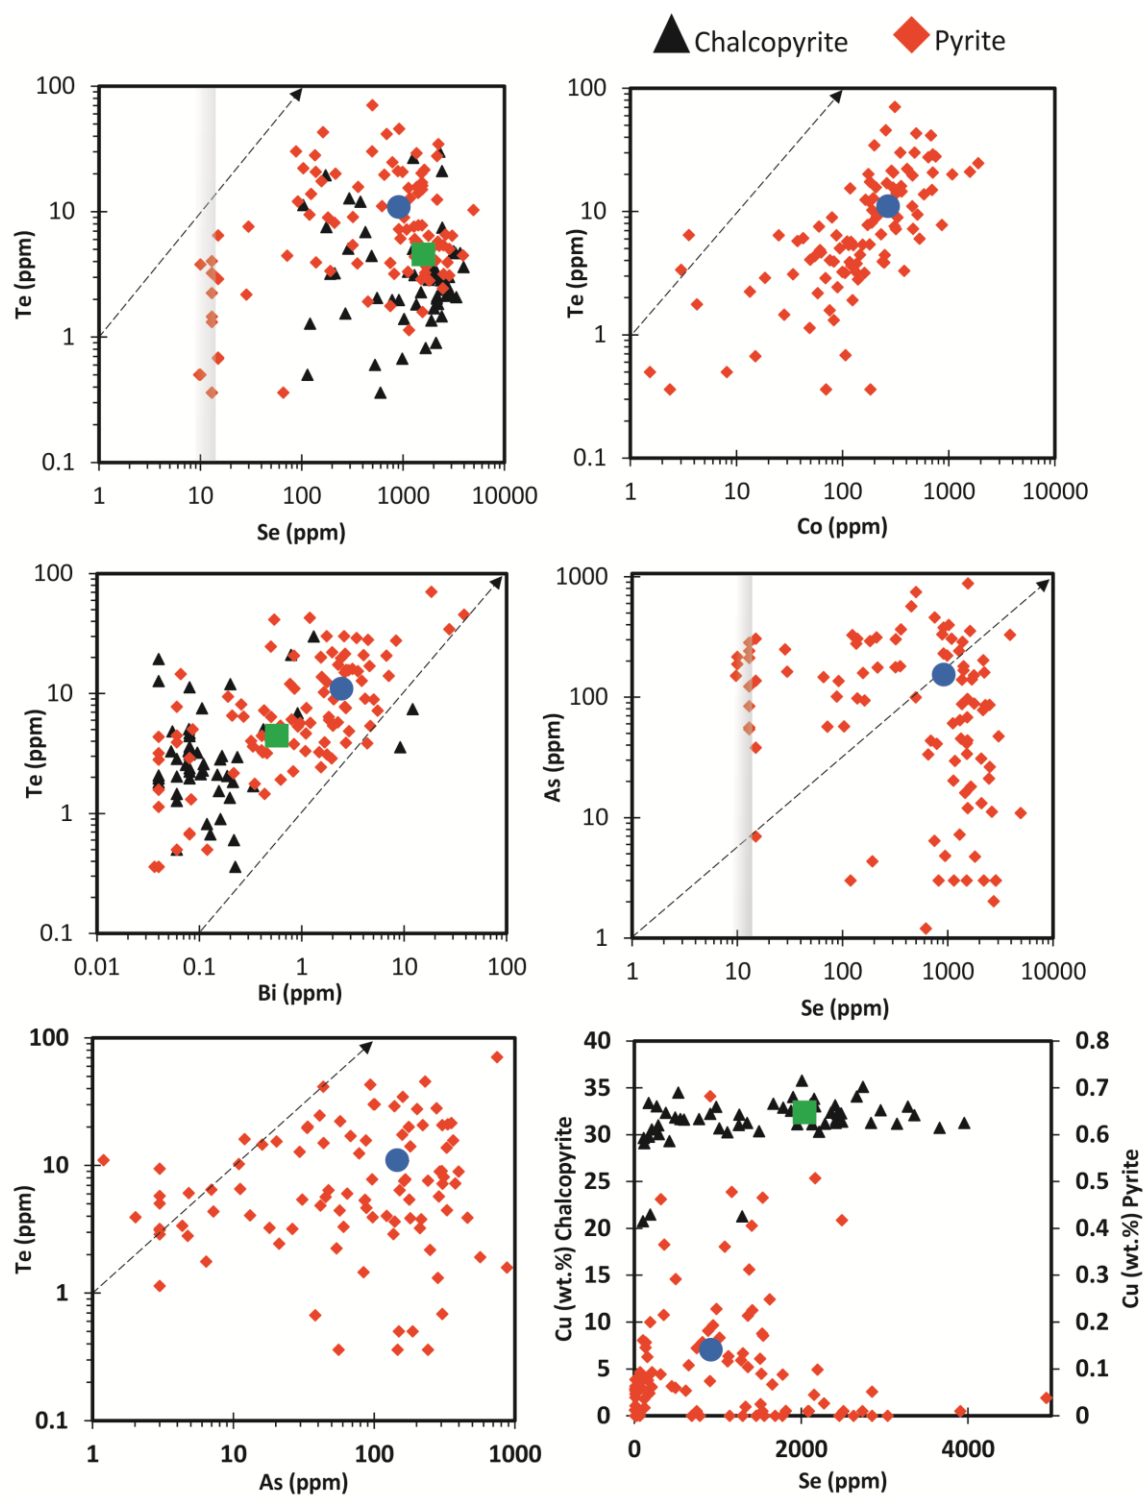 Chalcopyrite Pyrite
100
10
1
0.1
Te (ppm)
1 10 100 1000 10000
Se (ppm)
100
10
1
0.1
Te (ppm)
1 10 100 1000 10000
Co (ppm)
100
10
1
0.1
Te (ppm)
0.01 0.1 1 10 100
Bi (ppm)
1000
100
10
1
As (ppm)
1 10 100 1000 10000
Se (ppm)
100
10
1
0.1
Te (ppm)
1 10 100 1000
As (ppm)
40
35
30
25
20
15
10
5
0
Cu (wt.%) Chalcopyrite
0.8
0.7
0.6
0.5
0.4
0.3
0.2
0.1
0
Cu (wt.%) Pyrite
0 2000 4000
Se (ppm)